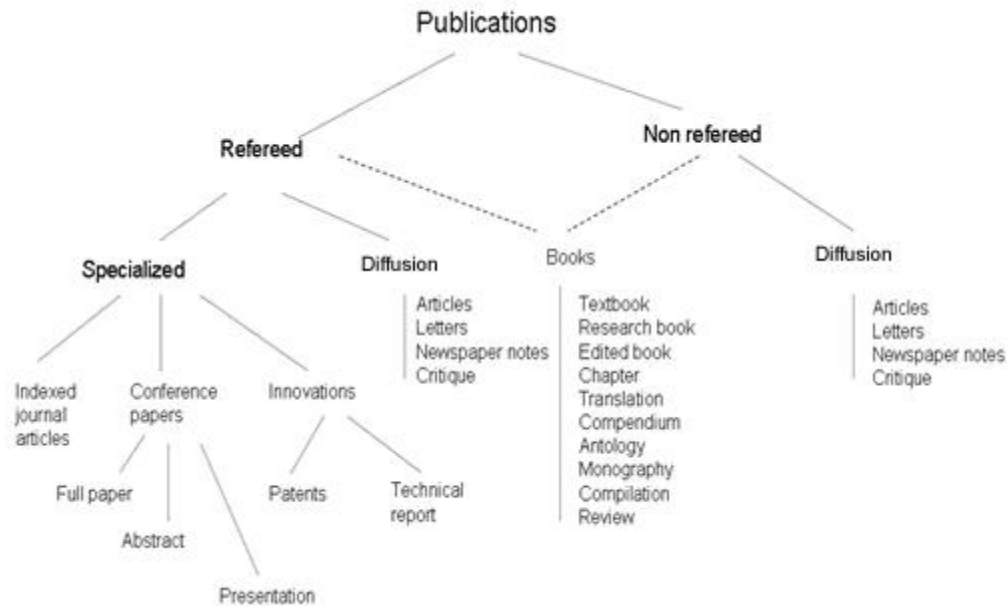 Publications
Refereed
Non refereed
Specialized
Diffusion
Books
Diffusion
Indexed
journal
articles
Conference
papers
Innovations
Full paper
Abstract
Presentation
Patents
Technical
report
Articles
Letters
Newspaper notes
Critique
Textbook
Research book
Edited book
Chapter
Translation
Compendium
Antology
Monography
Compilation
Review
Articles
Letters
Newspaper notes
Critique